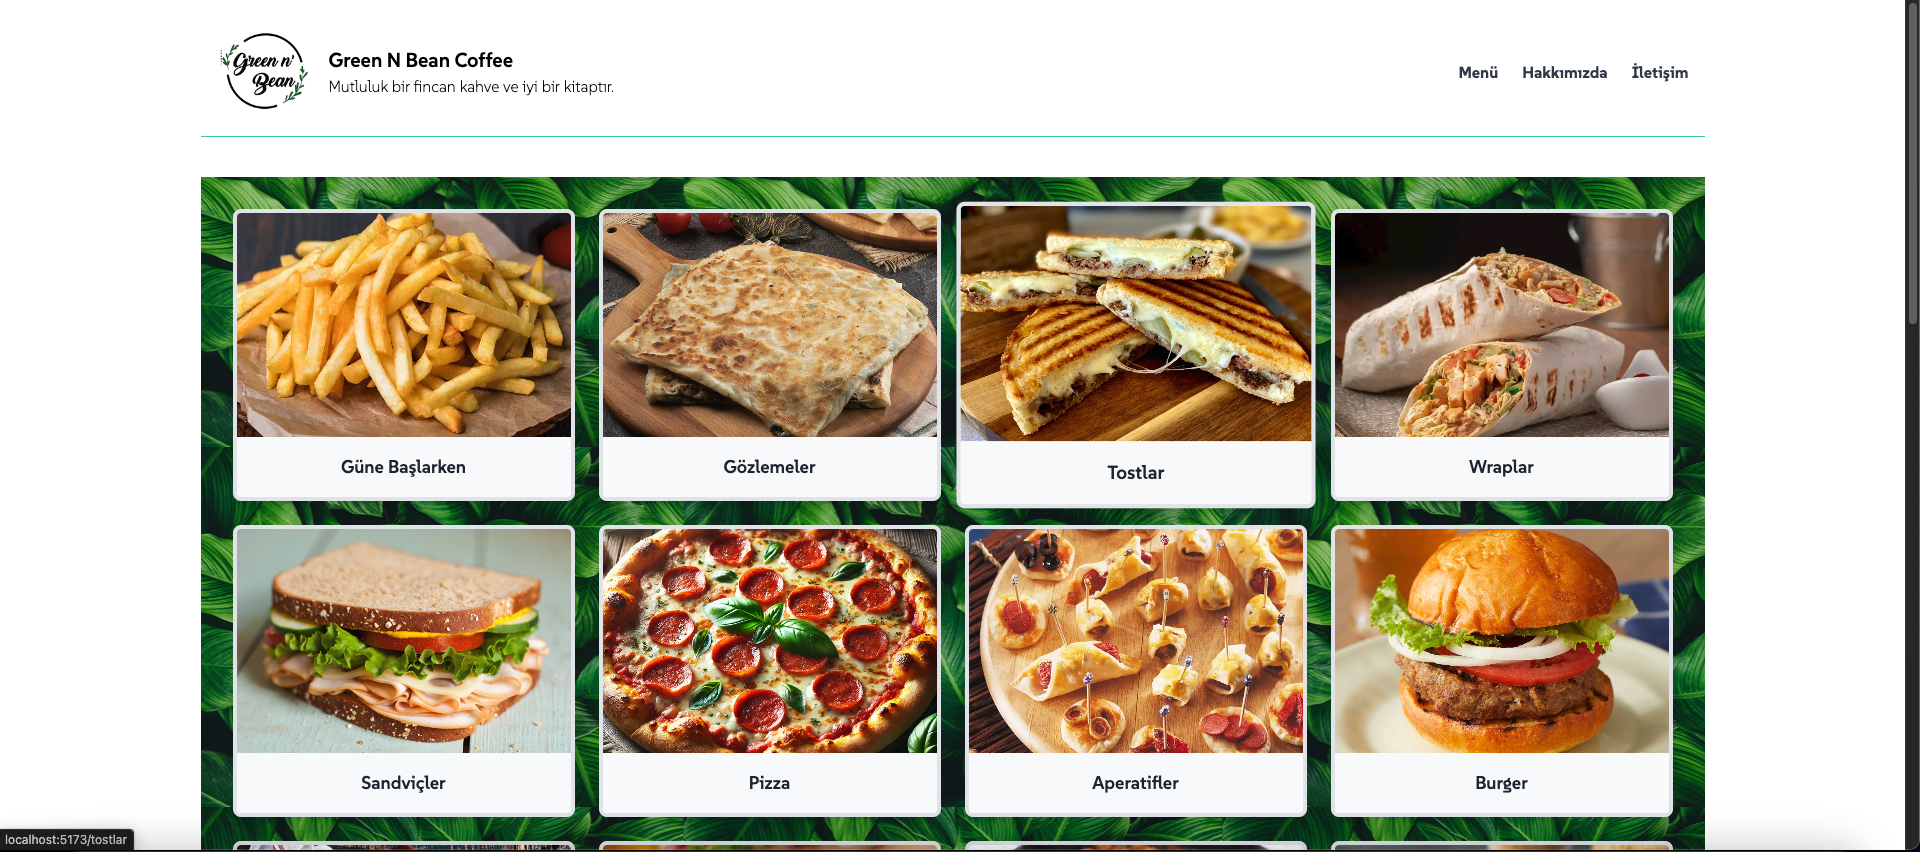 Green n'
Bean
Green N Bean Coffee
Mutluluk bir fincan kahve ve iyi bir kitaptır.
Menü
Hakkımızda
İletişim
Güne Başlarken
Gözlemeler
Tostlar
Wraplar
Sandviçler
Pizza
Aperatifler
Burger
localhost:5173/tostlar